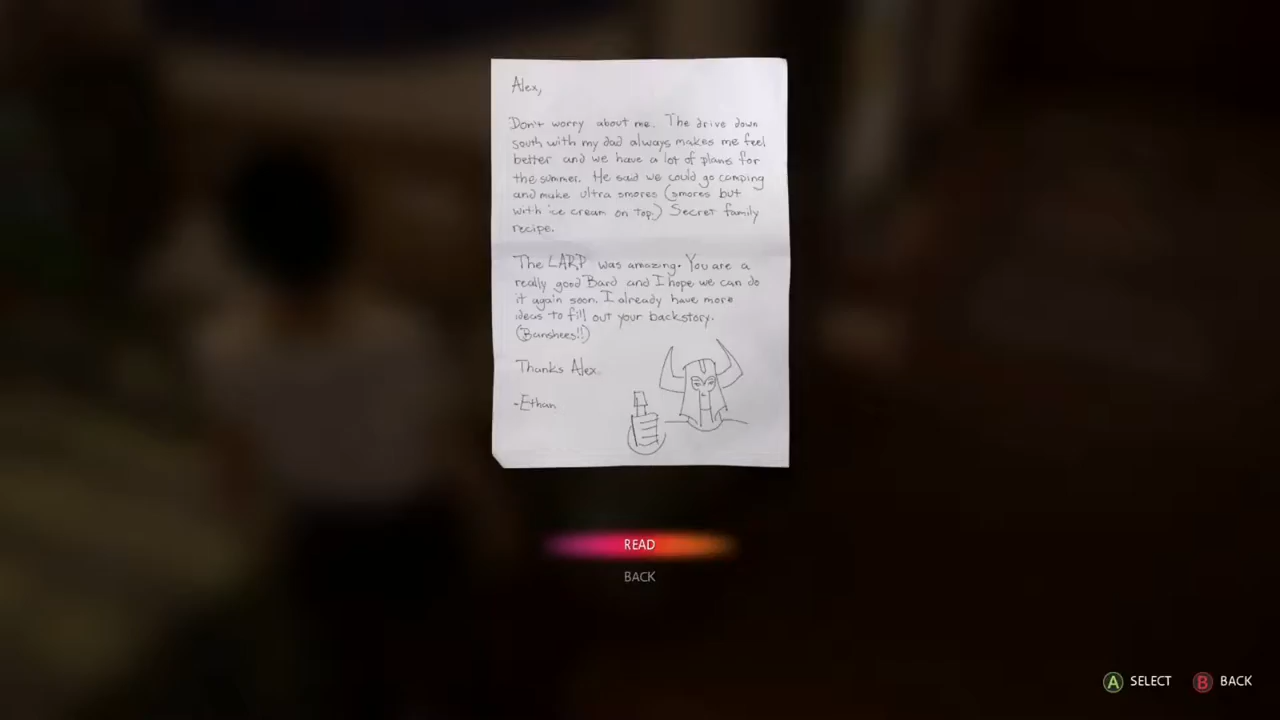 Alex,
Don't worry about me. The drive down
south with my dad always makes me feel
better and we have a lot of plans for
the summer. He said we could go camping
and make ultra smores (smores but
with ice cream on top.) Secret family
recipe.
The LARP was amazing. You are a
really good Bard and I hope we can do
it again soon. I already have more
ideas to fill out your backstory.
(Banshees!!)
Thanks Alex.
-Ethan
READ
BACK
A SELECT B BACK